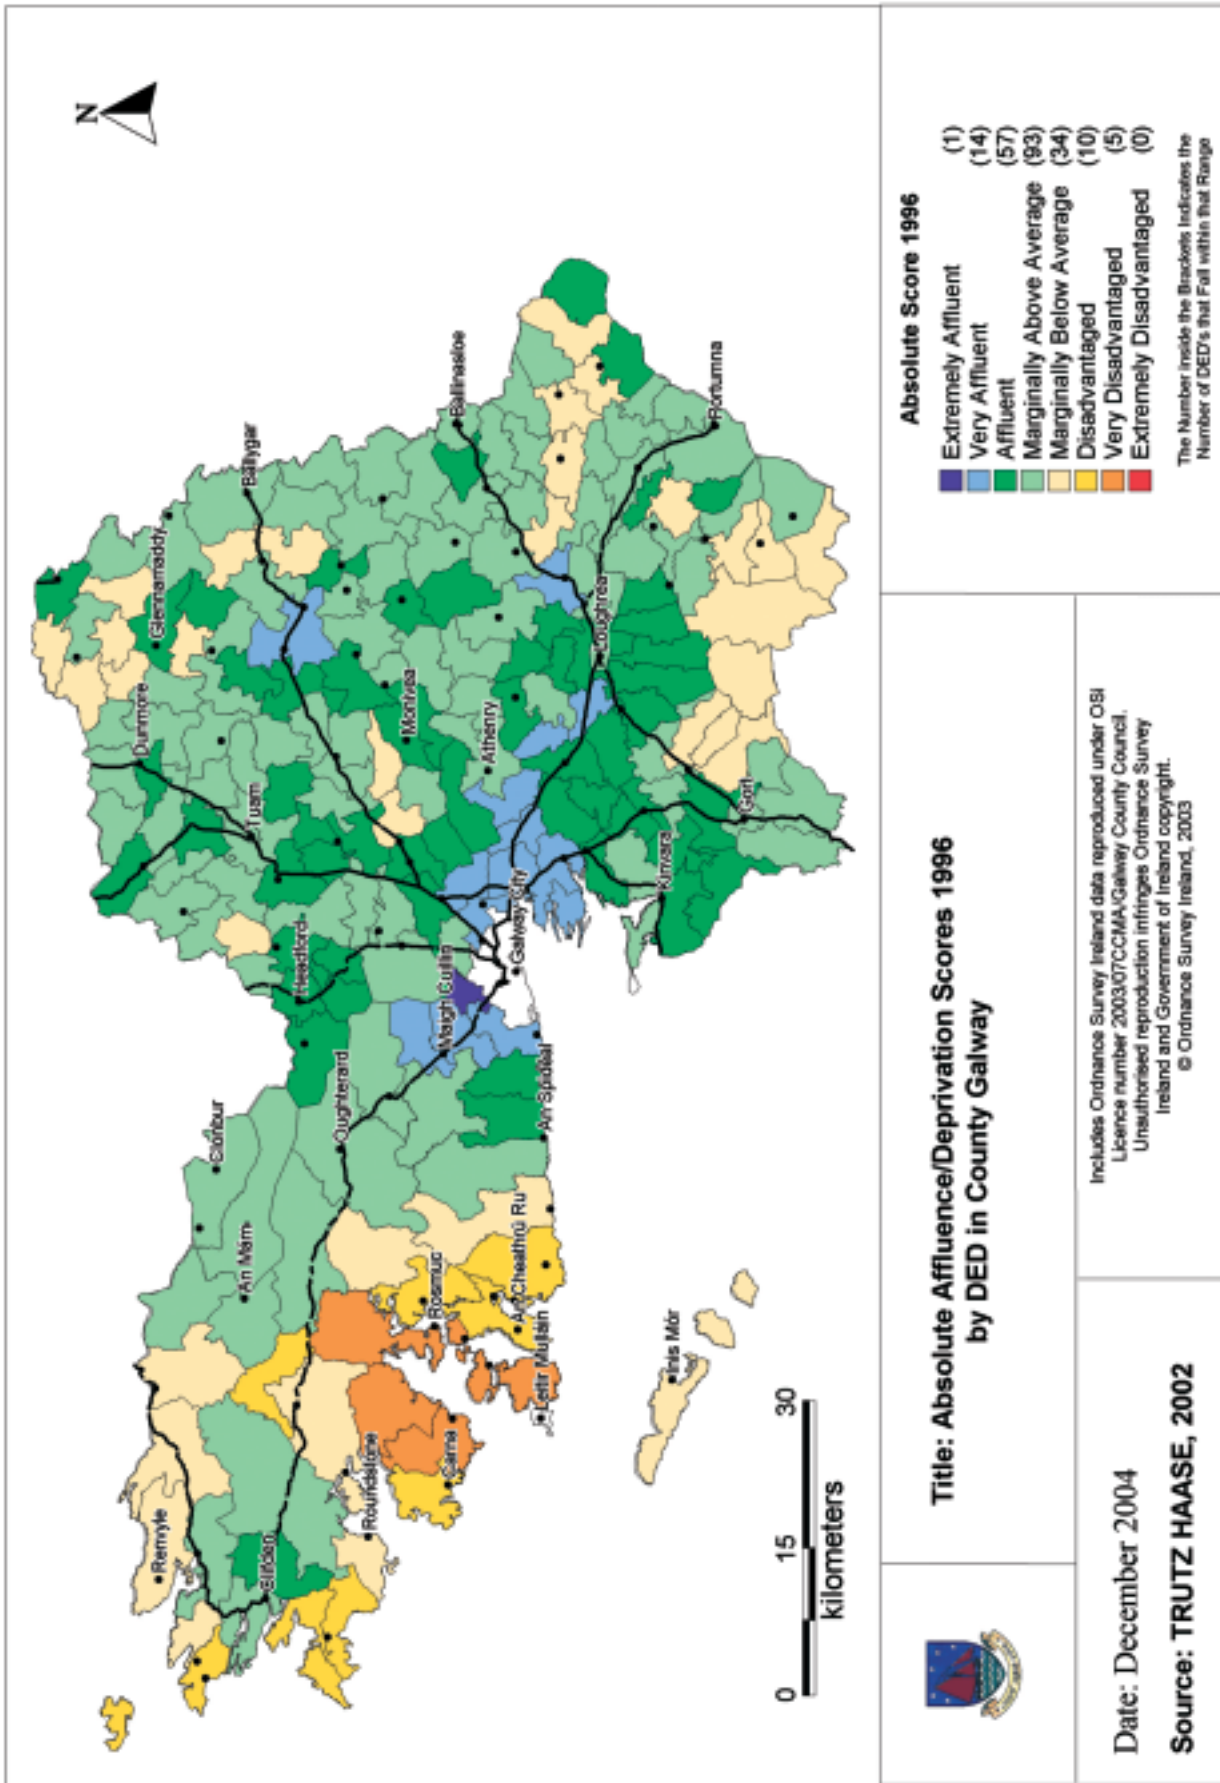 N
Renvyle
Clifden
Roundstone
Carna
Leitir Mulláin
Rosmuc
An Cheathrú Ru
An Mám
Clonbur
Oughterard
An Spideal
Inis Mór
Maigh Cuillin
Headford
Galway City
Tuam
Dunmore
Glennamaddy
Ballygar
Monivea
Athenry
Kinvara
Gort
Loughrea
Ballinasloe
Portumna
0 15 30
kilometers
Absolute Score 1996
Extremely Affluent (1)
Very Affluent (14)
Affluent (57)
Marginally Above Average (93)
Marginally Below Average (34)
Disadvantaged (10)
Very Disadvantaged (5)
Extremely Disadvantaged (0)
The Number Inside the Brackets Indicates the
Number of DED's that Fall within that Range
Title: Absolute Affluence/Deprivation Scores 1996
by DED in County Galway
Date: December 2004
Source: TRUTZ HAASE, 2002
Includes Ordnance Survey Ireland data reproduced under OSi
Licence number 2003/07CCMA/Galway County Council.
Unauthorised reproduction infringes Ordnance Survey
Ireland and Government of Ireland copyright.
© Ordnance Survey Ireland, 2003